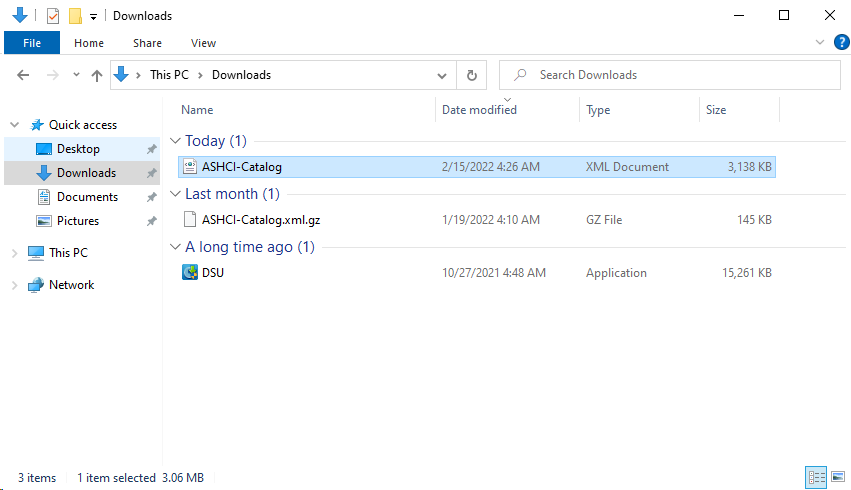 Downloads
File Home Share View
This PC Downloads Search Downloads
Name Date modified Type Size
Quick access
Desktop
Downloads
Documents
Pictures
This PC
Network
Today (1)
ASHCI-Catalog 2/15/2022 4:26 AM XML Document 3,138 KB
Last month (1)
ASHCI-Catalog.xml.gz 1/19/2022 4:10 AM GZ File 145 KB
A long time ago (1)
DSU 10/27/2021 4:48 AM Application 15,261 KB
3 items 1 item selected 3.06 MB